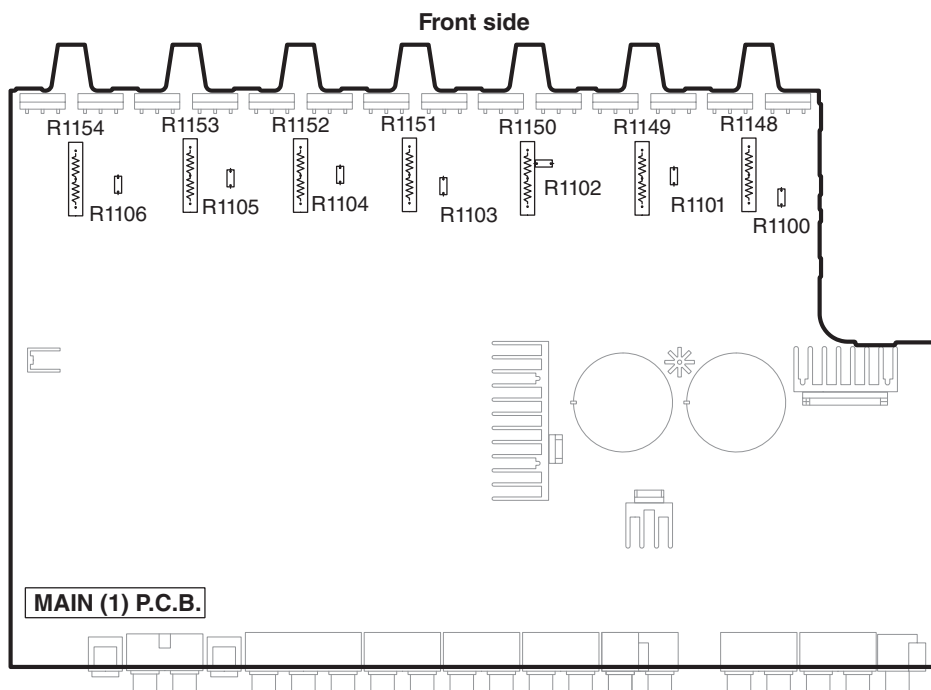 Front side
R1154 R1153 R1152 R1151 R1150 R1149 R1148
R1106 R1105 R1104 R1103 R1102 R1101 R1100
MAIN (1) P.C.B.